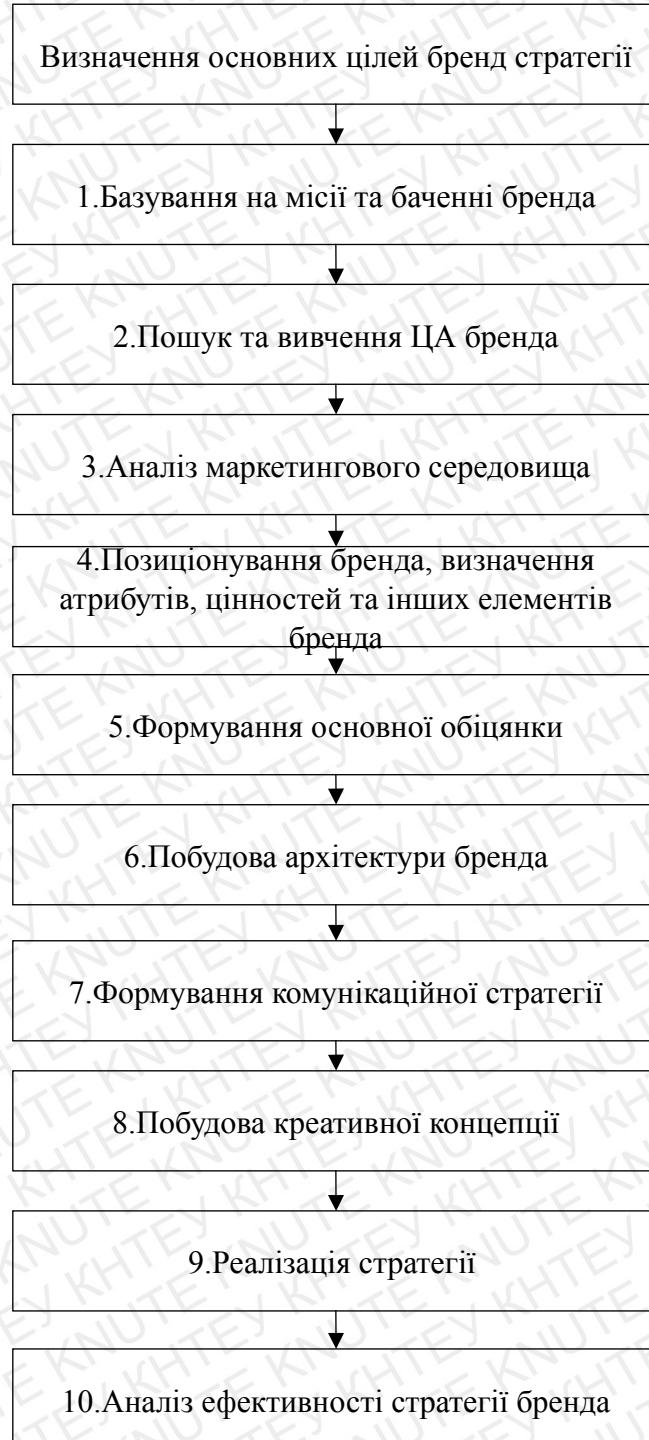 Визначення основних цілей бренд стратегії
1.Базування на місії та баченні бренда
2.Пошук та вивчення ЦА бренда
3.Аналіз маркетингового середовища
4.Позиціонування бренда, визначення
атрибутів, цінностей та інших елементів
бренда
5.Формування основної обіцянки
6.Побудова архітектури бренда
7.Формування комунікаційної стратегії
8.Побудова креативної концепції
9.Реалізація стратегії
10.Аналіз ефективності стратегії бренда